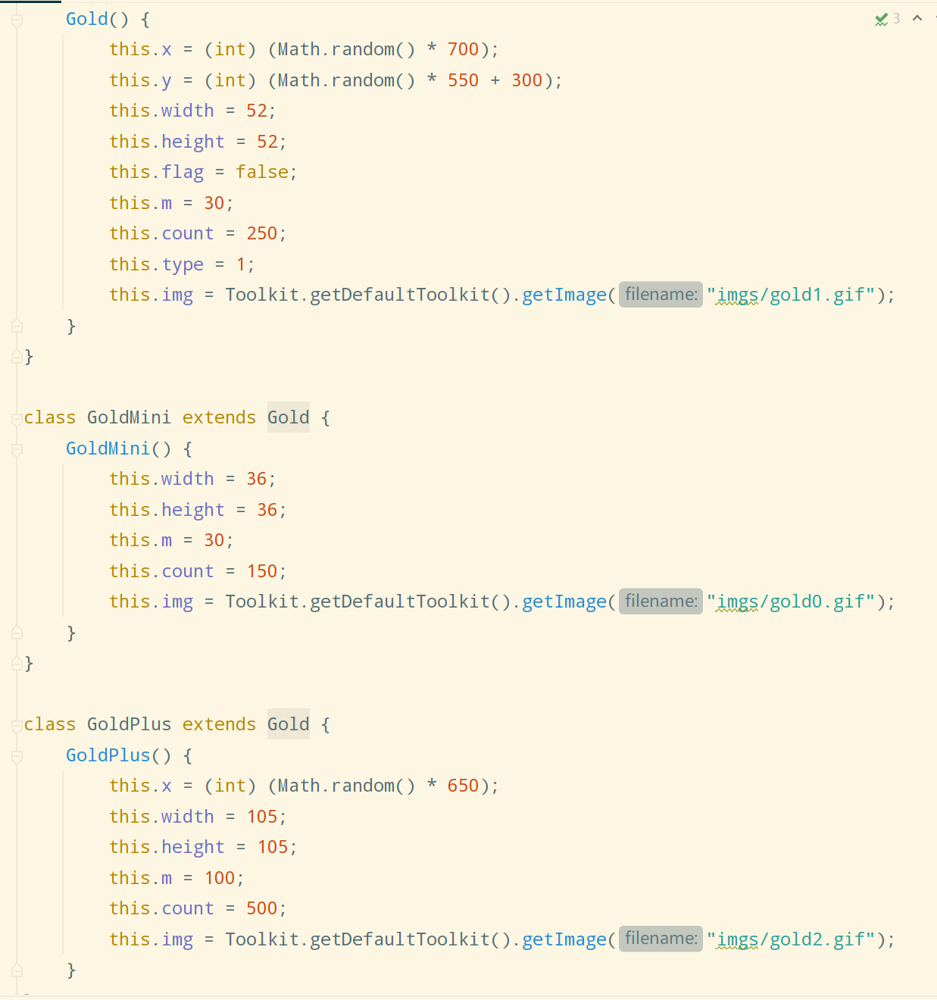 Gold() {
3
this.x = (int) (Math.random() * 700);
this.y = (int) (Math.random() * 550 + 300);
this.width = 52;
this.height = 52;
this.flag = false;
this.m = 30;
this.count = 250;
this.type = 1;
this.img = Toolkit.getDefaultToolkit().getImage( filename: "imgs/gold1.gif");
}
}
class GoldMini extends Gold {
GoldMini() {
this.width = 36;
this.height = 36;
this.m = 30;
this.count = 150;
this.img = Toolkit.getDefaultToolkit().getImage( filename: "imgs/gold0.gif");
}
}
class GoldPlus extends Gold {
GoldPlus() {
this.x = (int) (Math.random() * 650);
this.width = 105;
this.height = 105;
this.m = 100;
this.count = 500;
this.img = Toolkit.getDefaultToolkit().getImage( filename: "imgs/gold2.gif");
}